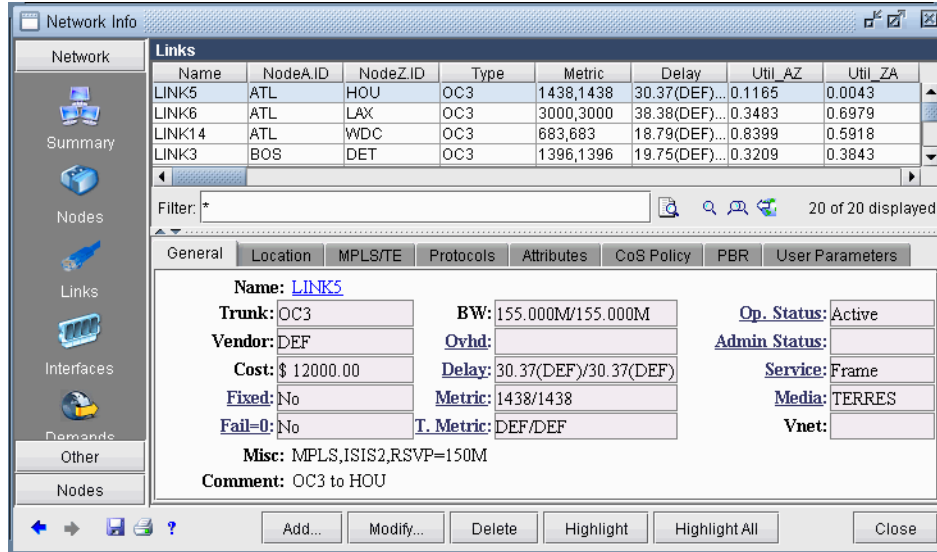 Network Info
Network
Summary
Nodes
Links
Interfaces
Demands
Other
Nodes
Links
Name NodeA.ID NodeZ.ID Type Metric Delay Util_AZ Util_ZA
LINK5 ATL HOU OC3 1438,1438 30.37(DEF)... 0.1165 0.0043
LINK6 ATL LAX OC3 3000,3000 38.38(DEF)... 0.3483 0.6979
LINK14 ATL WDC OC3 683,683 18.79(DEF)... 0.8399 0.5918
LINK3 BOS DET OC3 1396,1396 19.75(DEF)... 0.3209 0.3843
Filter: * 20 of 20 displayed
General Location MPLS/TE Protocols Attributes CoS Policy PBR User Parameters
Name: LINK5
Trunk: OC3 BW: 155.000M/155.000M Op. Status: Active
Vendor: DEF Ovhd: Admin Status:
Cost: $ 12000.00 Delay: 30.37(DEF)/30.37(DEF) Service: Frame
Fixed: No Metric: 1438/1438 Media: TERRES
Fail=0: No T. Metric: DEF/DEF Vnet:
Misc: MPLS,ISIS2,RSVP=150M
Comment: OC3 to HOU
? Add... Modify... Delete Highlight Highlight All Close